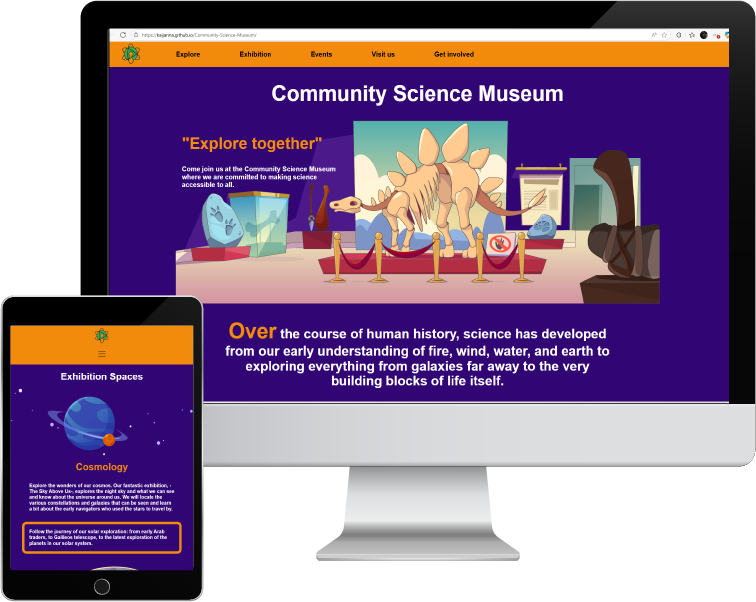 https://keijanna.github.io/Community-Science-Museum/
Explore Exhibition Events Visit us Get involved
Community Science Museum
"Explore together"
Come join us at the Community Science Museum
where we are committed to making science
accessible to all.
Over the course of human history, science has developed
from our early understanding of fire, wind, water, and earth to
exploring everything from galaxies far away to the very
building blocks of life itself.
Exhibition Spaces
Cosmology
Explore the wonders of our cosmos. Our fantastic exhibition, -
The Sky Above Us-, explores the night sky and what we can see
and know about the universe around us. We will locate the
various constellations and galaxies that can be seen and learn
a bit about the early navigators who used the stars to travel by.
Follow the journey of our solar exploration: from early Arab
traders, to Galileos telescope, to the latest exploration of the
planets in our solar system.